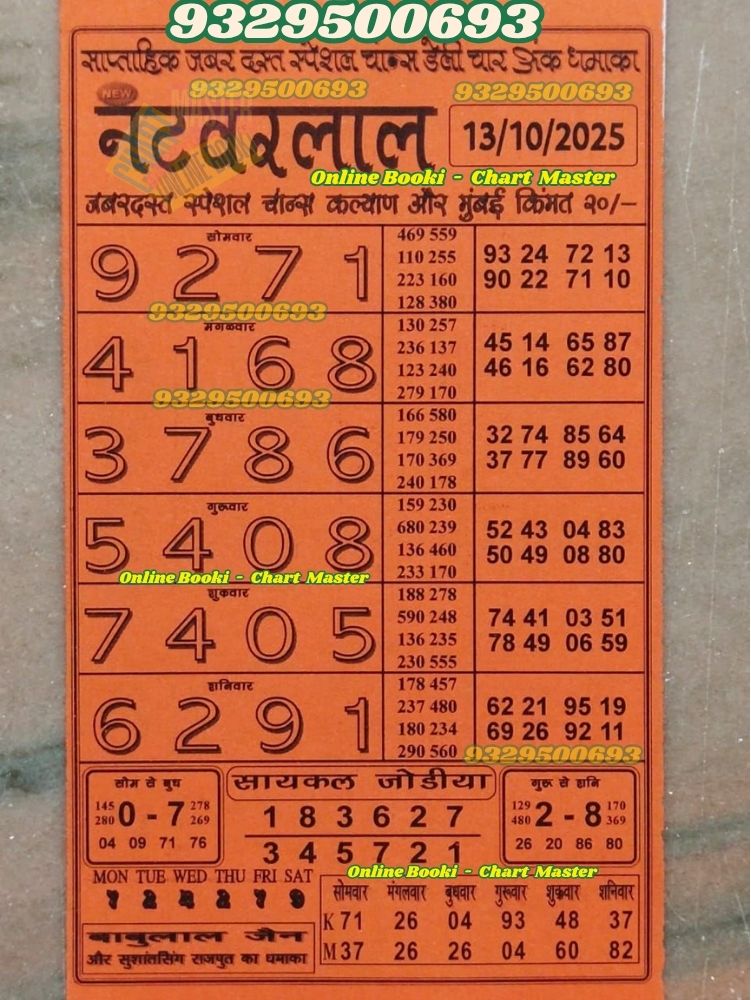 9329500693
साप्ताहिक जबर दस्त स्पेशल चान्स डेली चार अंक धमाका
9329500693 9329500693
NEW
नटवरलाल 13/10/2025
Online Booki - Chart Master
जबरदस्त स्पेशल चान्स कल्याण और मुंबई किंमत २०/-
सोमवार
9 2 7 1
469 559
110 255
223 160
128 380
93 24 72 13
90 22 71 10
9329500693
मगळवार
4 1 6 8
130 257
236 137
123 240
279 170
45 14 65 87
46 16 62 80
9329500693
बुधवार
3 7 8 6
166 580
179 250
170 369
240 178
32 74 85 64
37 77 89 60
गुरूवार
5 4 0 8
159 230
680 239
136 460
233 170
52 43 04 83
50 49 08 80
Online Booki - Chart Master
शुक्रवार
7 4 0 5
188 278
590 248
136 235
230 555
74 41 03 51
78 49 06 59
शनिवार
6 2 9 1
178 457
237 480
180 234
290 560
62 21 95 19
69 26 92 11
9329500693
सोम से बुध
145 280 0 - 7 278 269
04 09 71 76
सायकल जोडीया
1 8 3 6 2 7
3 4 5 7 2 1
गुरू से शनि
129 480 2 - 8 170 369
26 20 86 80
Online Booki - Chart Master
MON TUE WED THU FRI SAT
सोमवार मंगलवार बुधवार गुरूवार शुक्रवार शनिवार
K 71 26 04 93 48 37
M 37 26 26 04 60 82
बाबुलाल जैन
और सुशांतसिंग राजपुत का धमाका